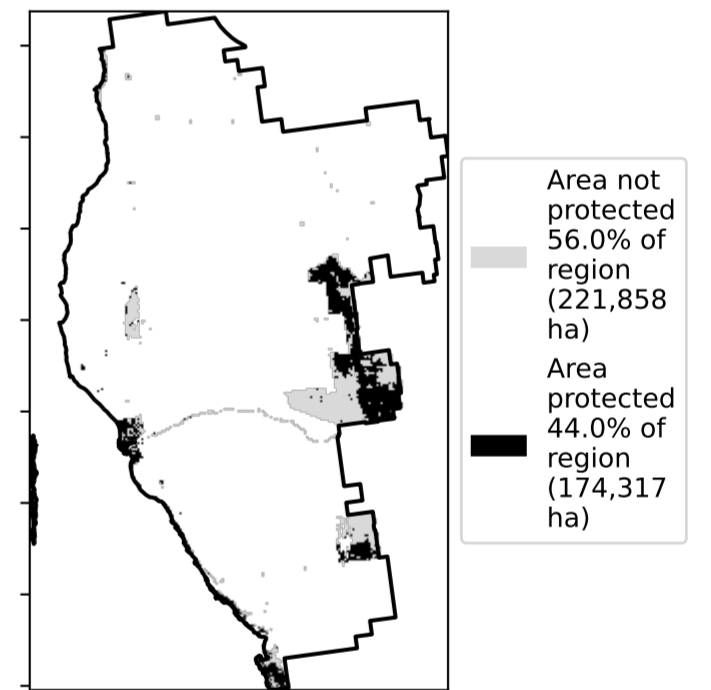 Area not
protected
56.0% of
region
(221,858
ha)
Area
protected
44.0% of
region
(174,317
ha)